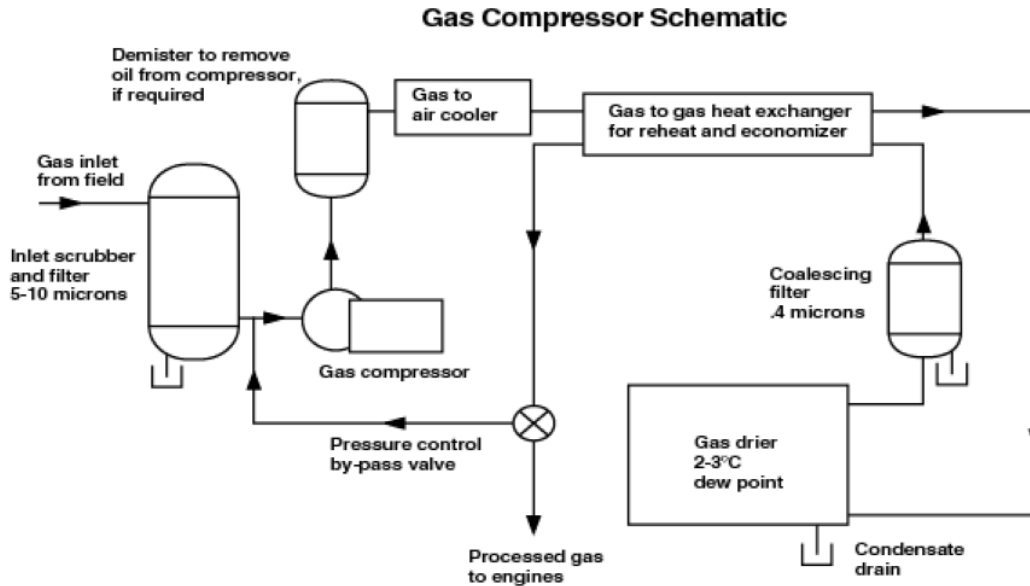 Gas Compressor Schematic
Demister to remove
oil from compressor,
if required
Gas to
air cooler
Gas to gas heat exchanger
for reheat and economizer
Gas inlet
from field
Inlet scrubber
and filter
5-10 microns
Coalescing
filter
.4 microns
Gas compressor
Pressure control
by-pass valve
Gas drier
2-3°C
dew point
Processed gas
to engines
Condensate
drain